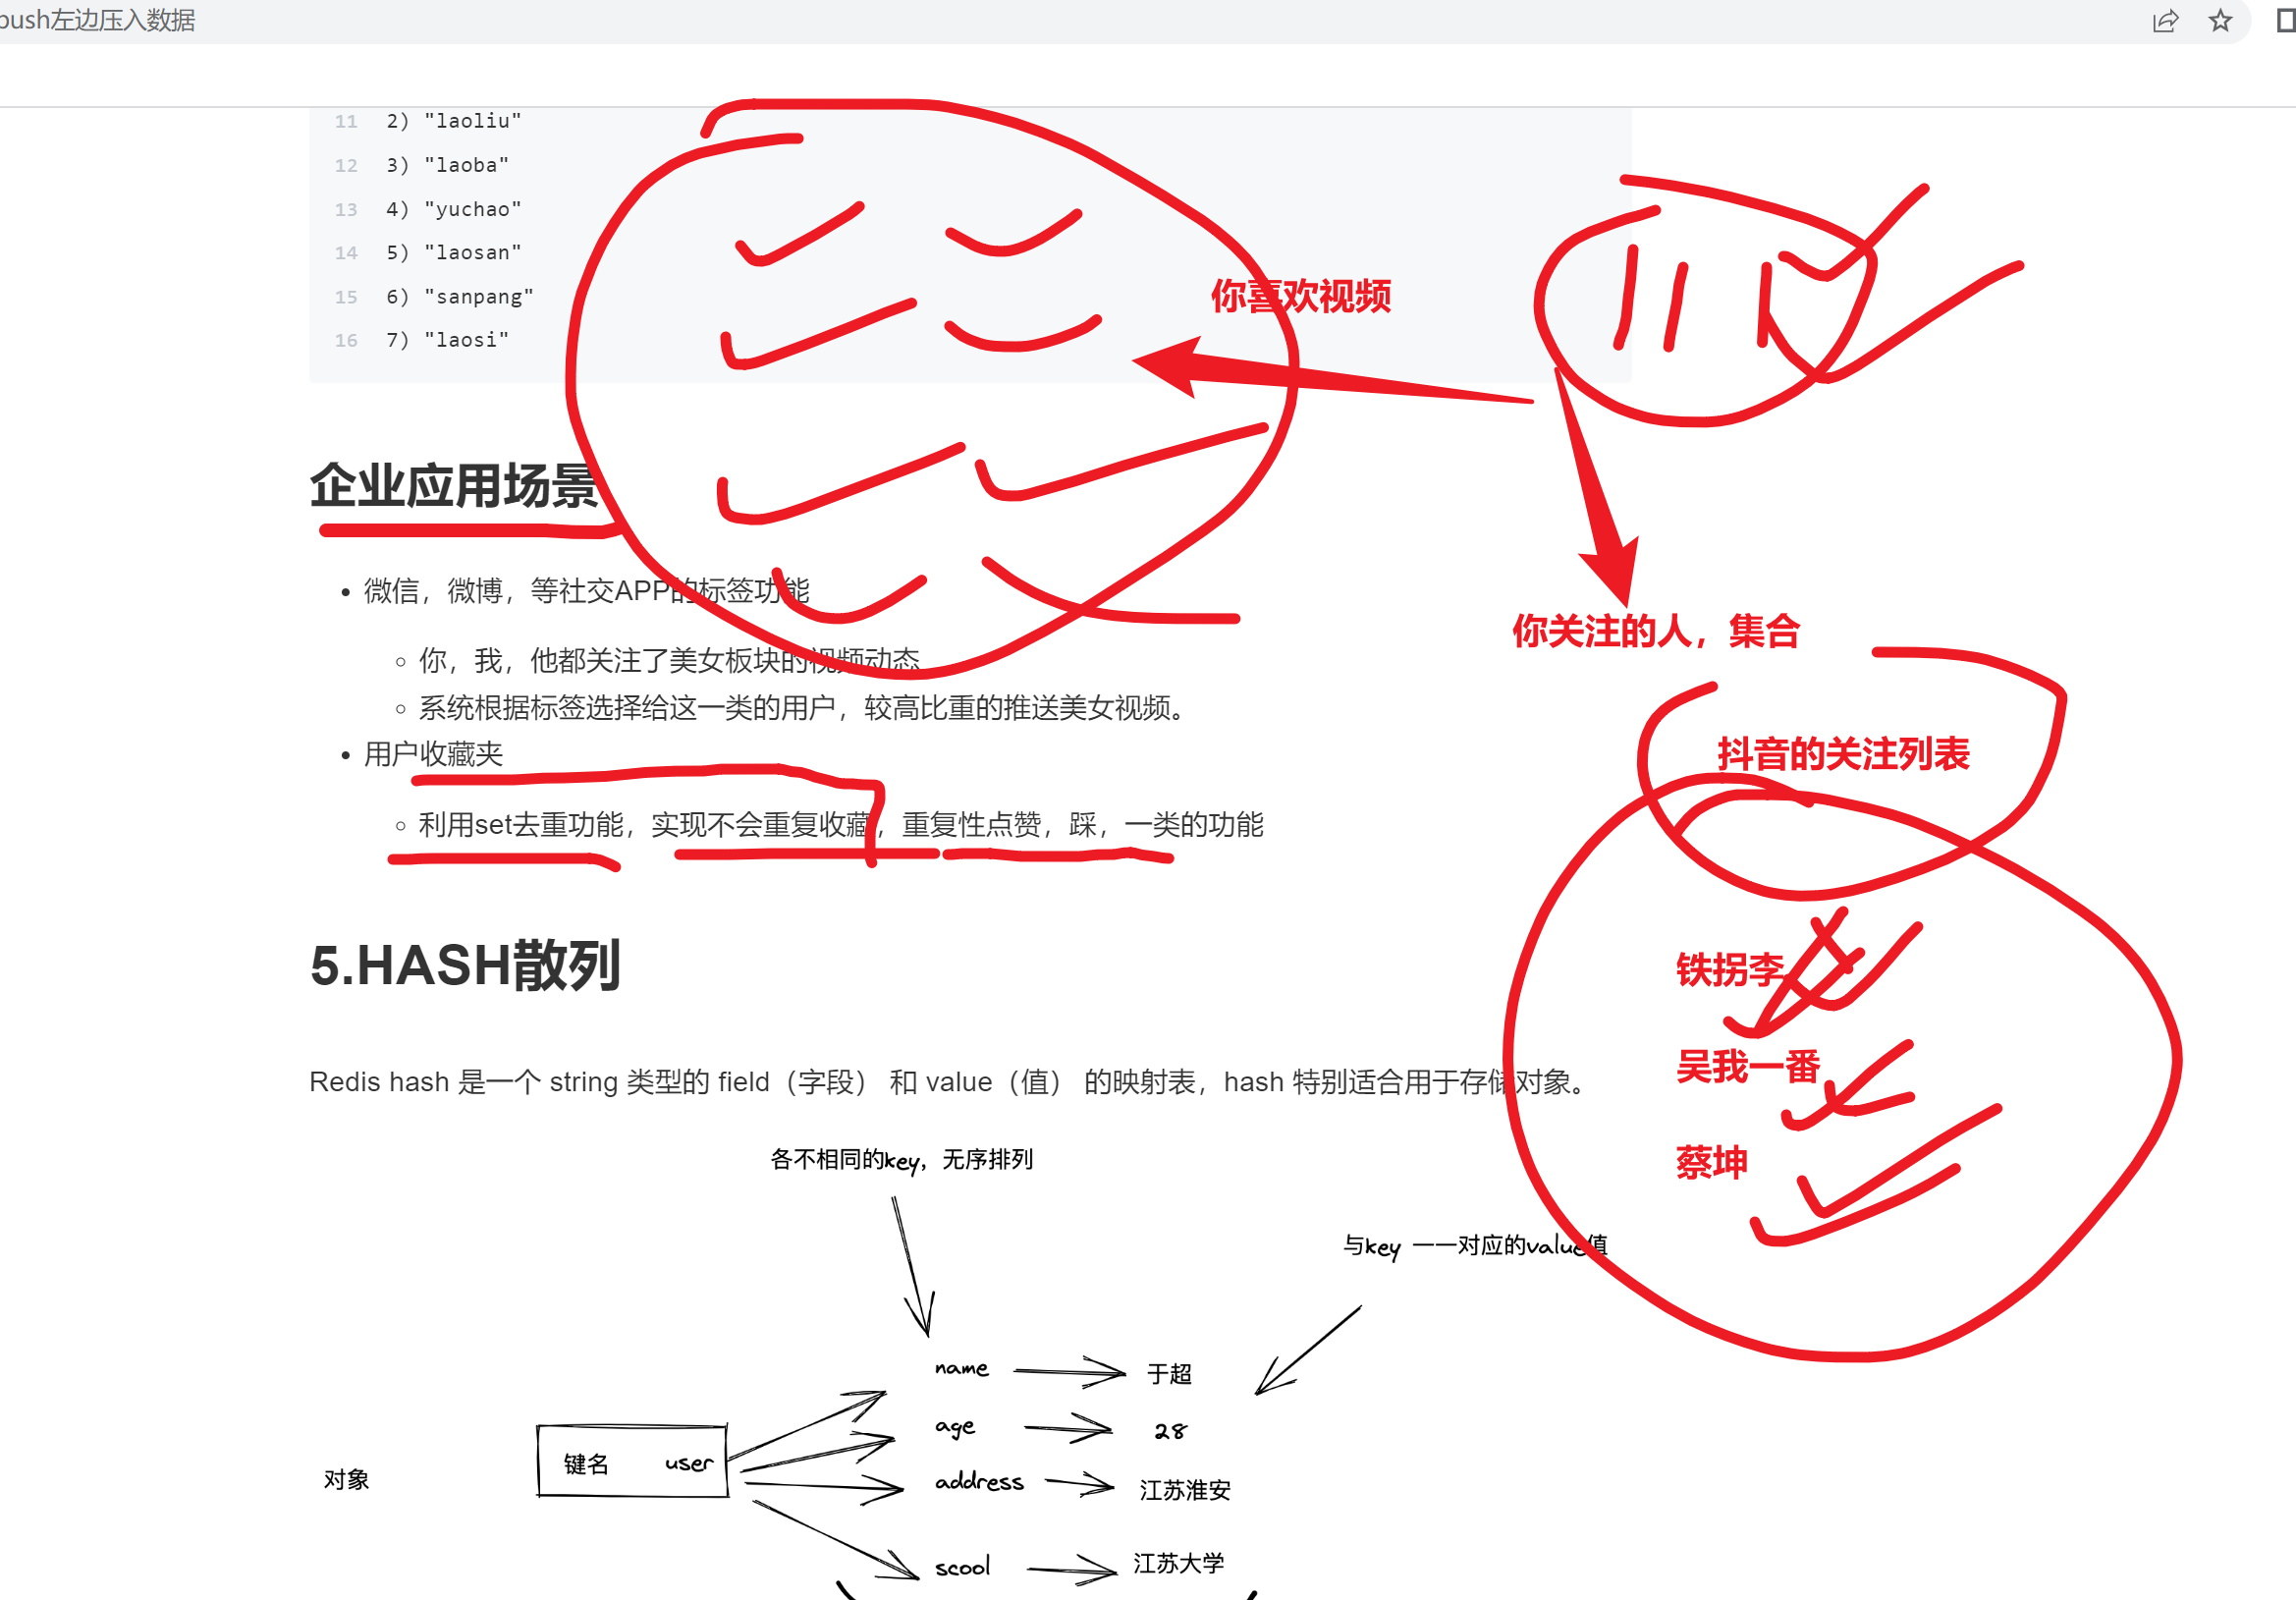 push左边压入数据
11 2) "laoliu"
12 3) "laoba"
13 4) "yuchao"
14 5) "laosan"
15 6) "sanpang"
16 7) "laosi"
你喜欢视频
企业应用场景
微信，微博，等社交APP的标签功能
你，我，他都关注了美女板块的视频动态
系统根据标签选择给这一类的用户，较高比重的推送美女视频。
用户收藏夹
利用set去重功能，实现不会重复收藏，重复性点赞，踩，一类的功能
你关注的人，集合
抖音的关注列表
铁拐李
吴我一番
蔡坤
5.HASH散列
Redis hash 是一个 string 类型的 field（字段） 和 value（值） 的映射表，hash 特别适合用于存储对象。
各不相同的key，无序排列
与key 一一对应的value值
name 于超
age 28
对象 键名 user
address 江苏淮安
scool 江苏大学